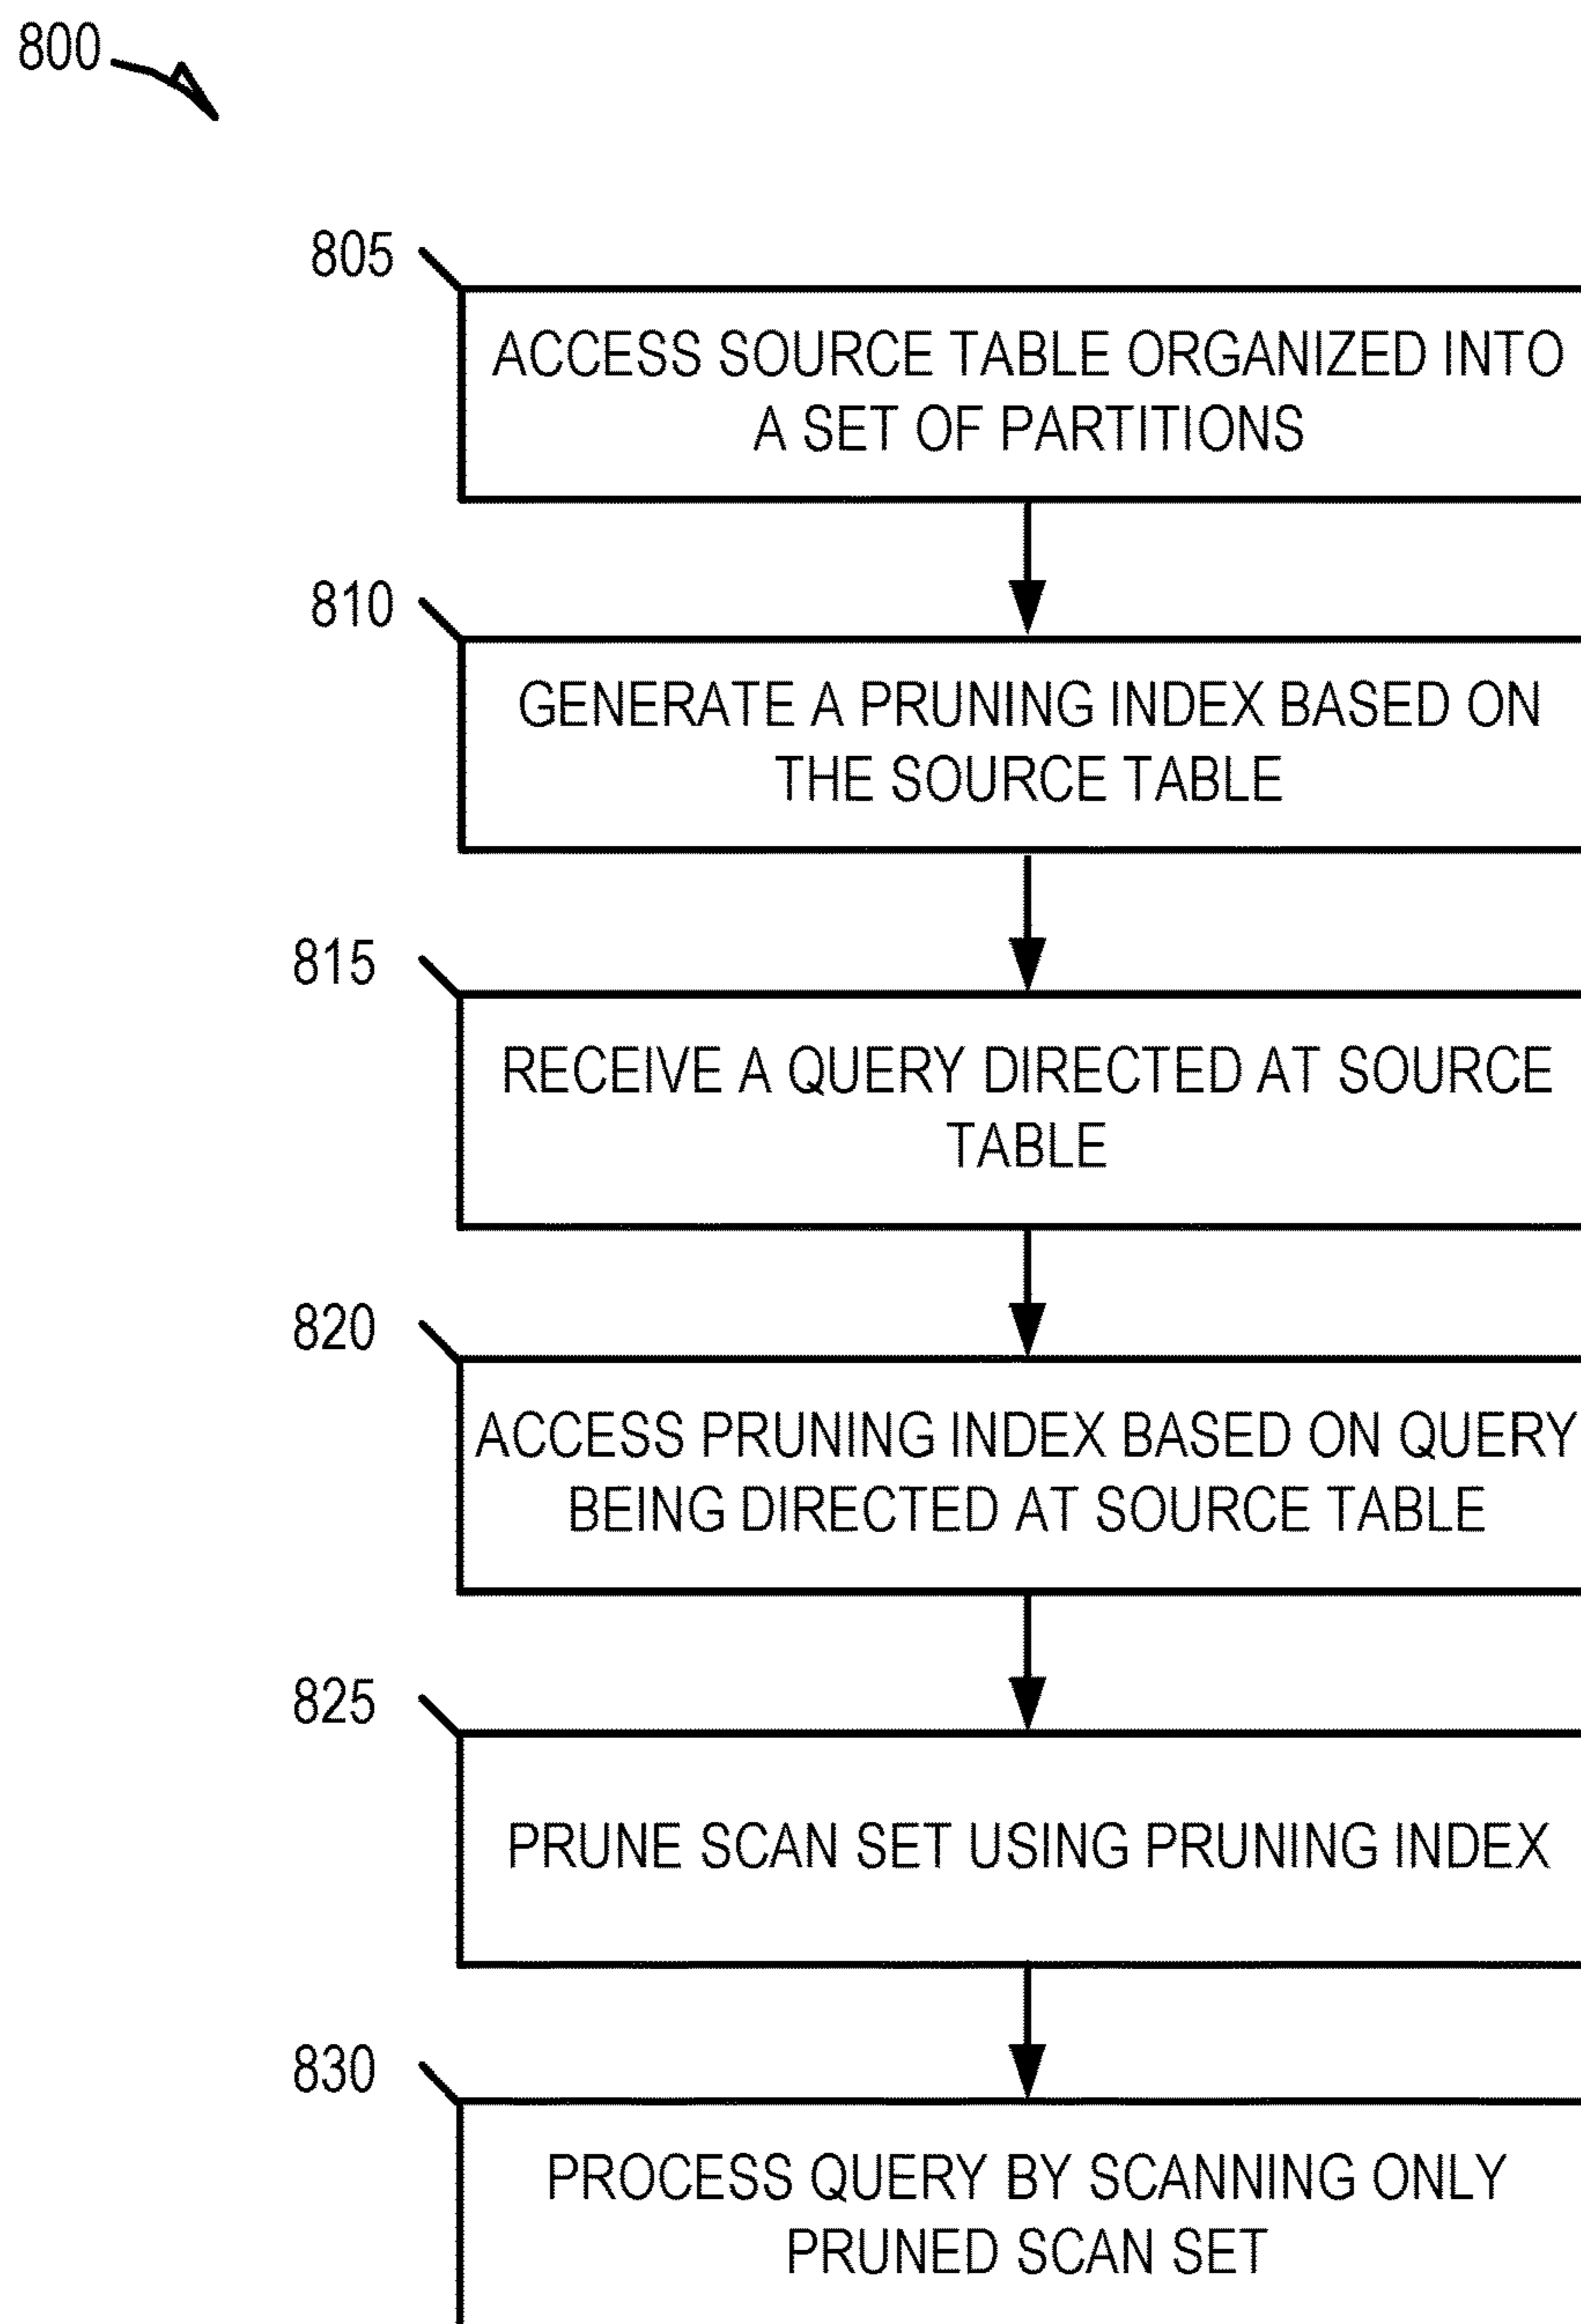 800
805
ACCESS SOURCE TABLE ORGANIZED INTO
A SET OF PARTITIONS
810
GENERATE A PRUNING INDEX BASED ON
THE SOURCE TABLE
815
RECEIVE A QUERY DIRECTED AT SOURCE
TABLE
820
ACCESS PRUNING INDEX BASED ON QUERY
BEING DIRECTED AT SOURCE TABLE
825
PRUNE SCAN SET USING PRUNING INDEX
830
PROCESS QUERY BY SCANNING ONLY
PRUNED SCAN SET